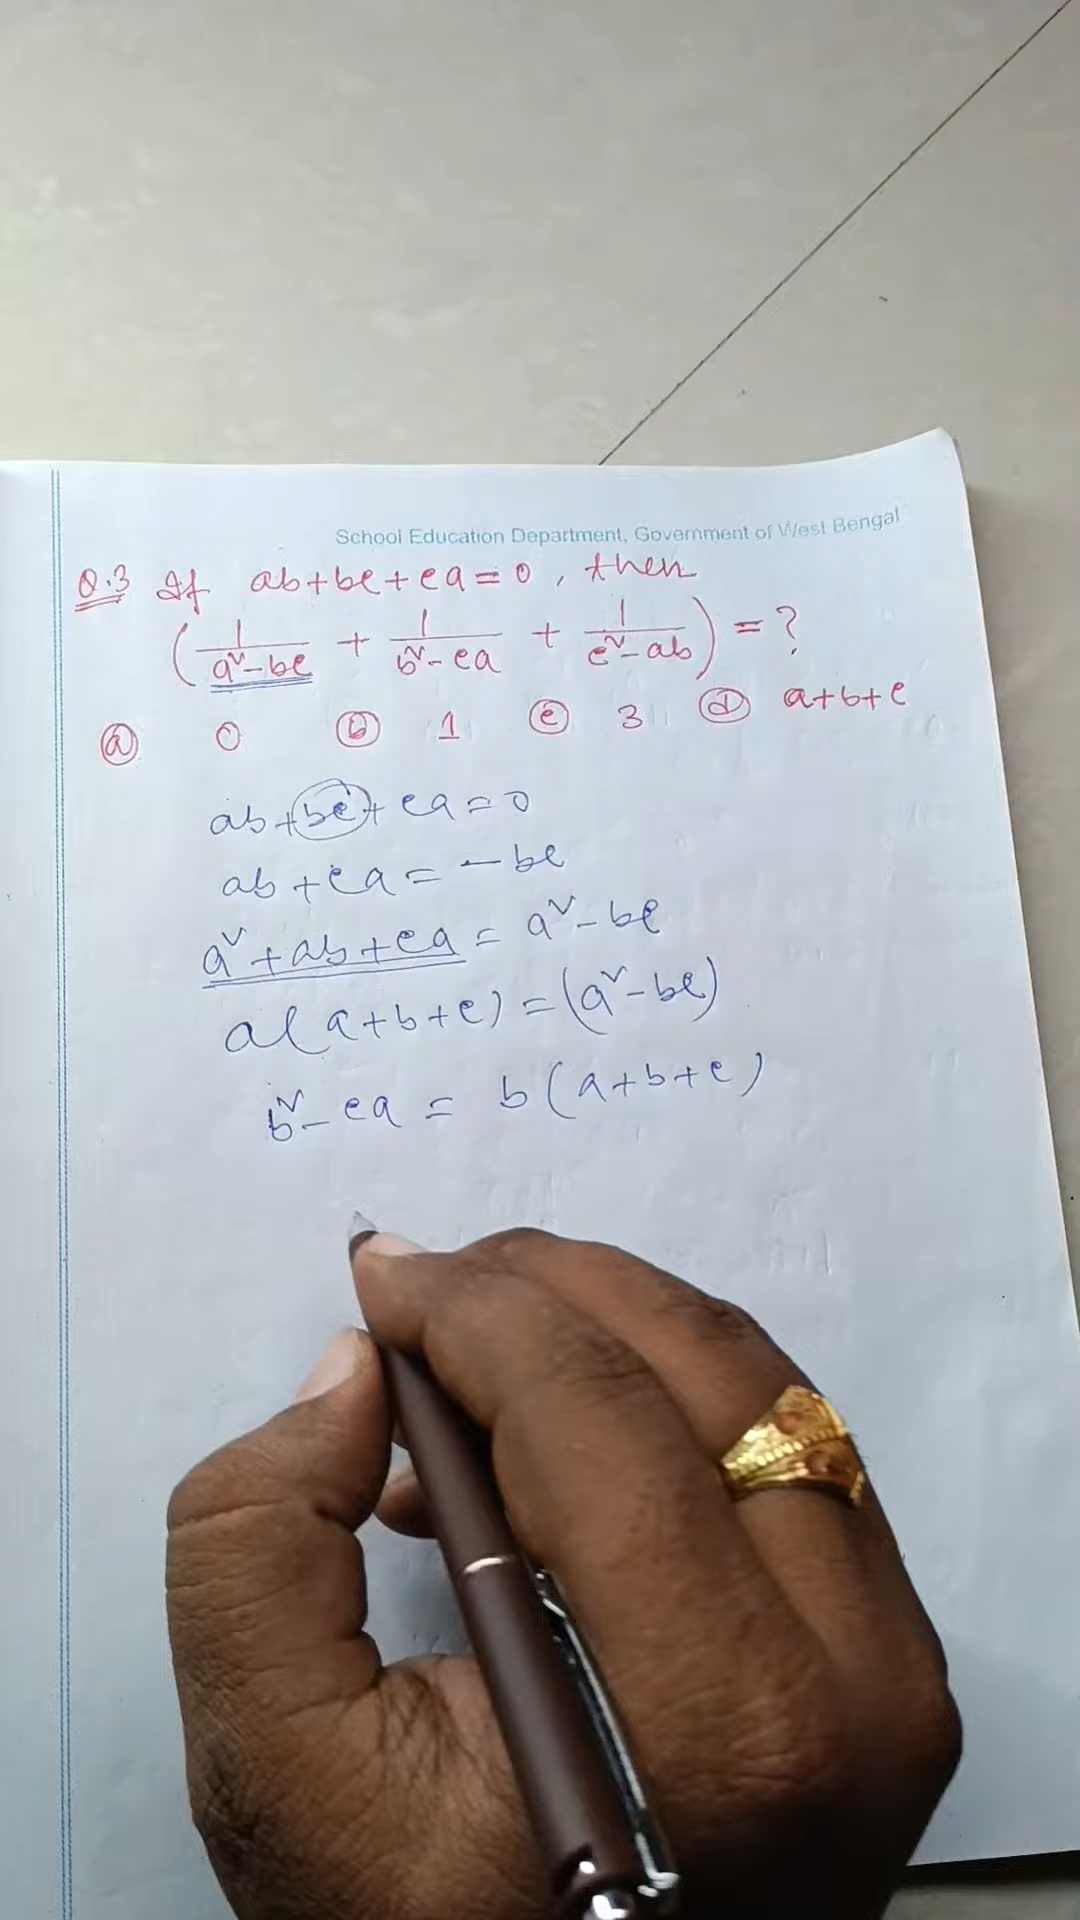 School Education Department, Government of West Bengal
Q.3 If ab+bc+ca=0, then
(1/(a²-bc) + 1/(b²-ca) + 1/(c²-ab)) = ?
ⓐ 0 ⓑ 1 ⓒ 3 ⓓ a+b+c
ab+bc+ca=0
ab+ca=-bc
a²+ab+ca=a²-bc
a(a+b+c)=(a²-bc)
b²-ca=b(a+b+c)